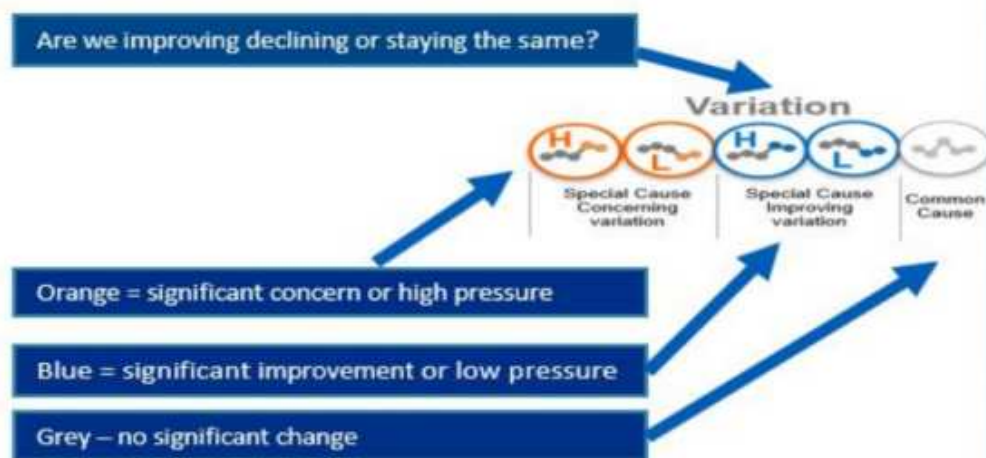 Are we improving declining or staying the same?
Variation
H
L
H
L
Special Cause
Concerning
variation
Special Cause
Improving
variation
Common
Cause
Orange = significant concern or high pressure
Blue = significant improvement or low pressure
Grey – no significant change